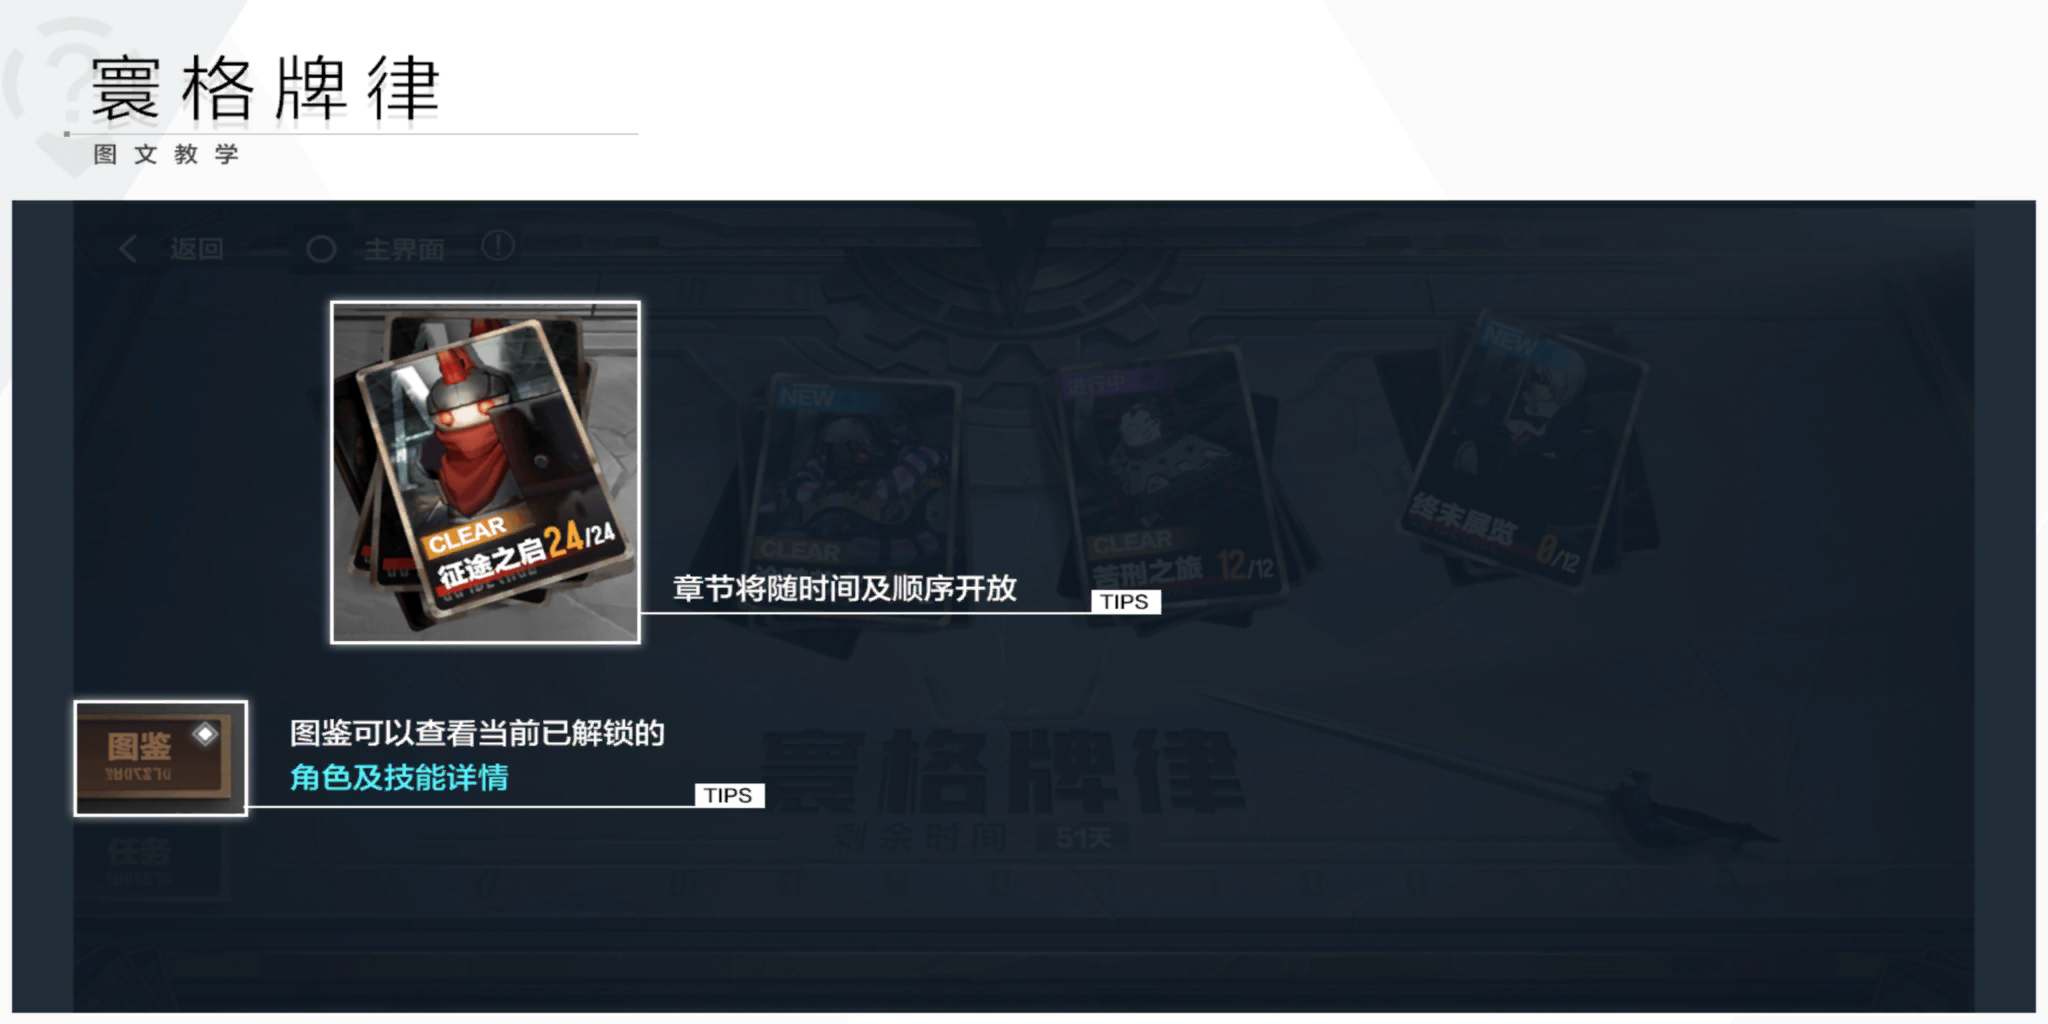 寰格牌律
图文教学
返回
主界面
NEW
进行中
NEW
CLEAR
征途之启24/24
CLEAR
CLEAR
苦刑之旅 12/12
终末展览 0/12
章节将随时间及顺序开放
TIPS
图鉴
图鉴可以查看当前已解锁的
角色及技能详情
TIPS
任务
寰格牌律
剩余时间 51天